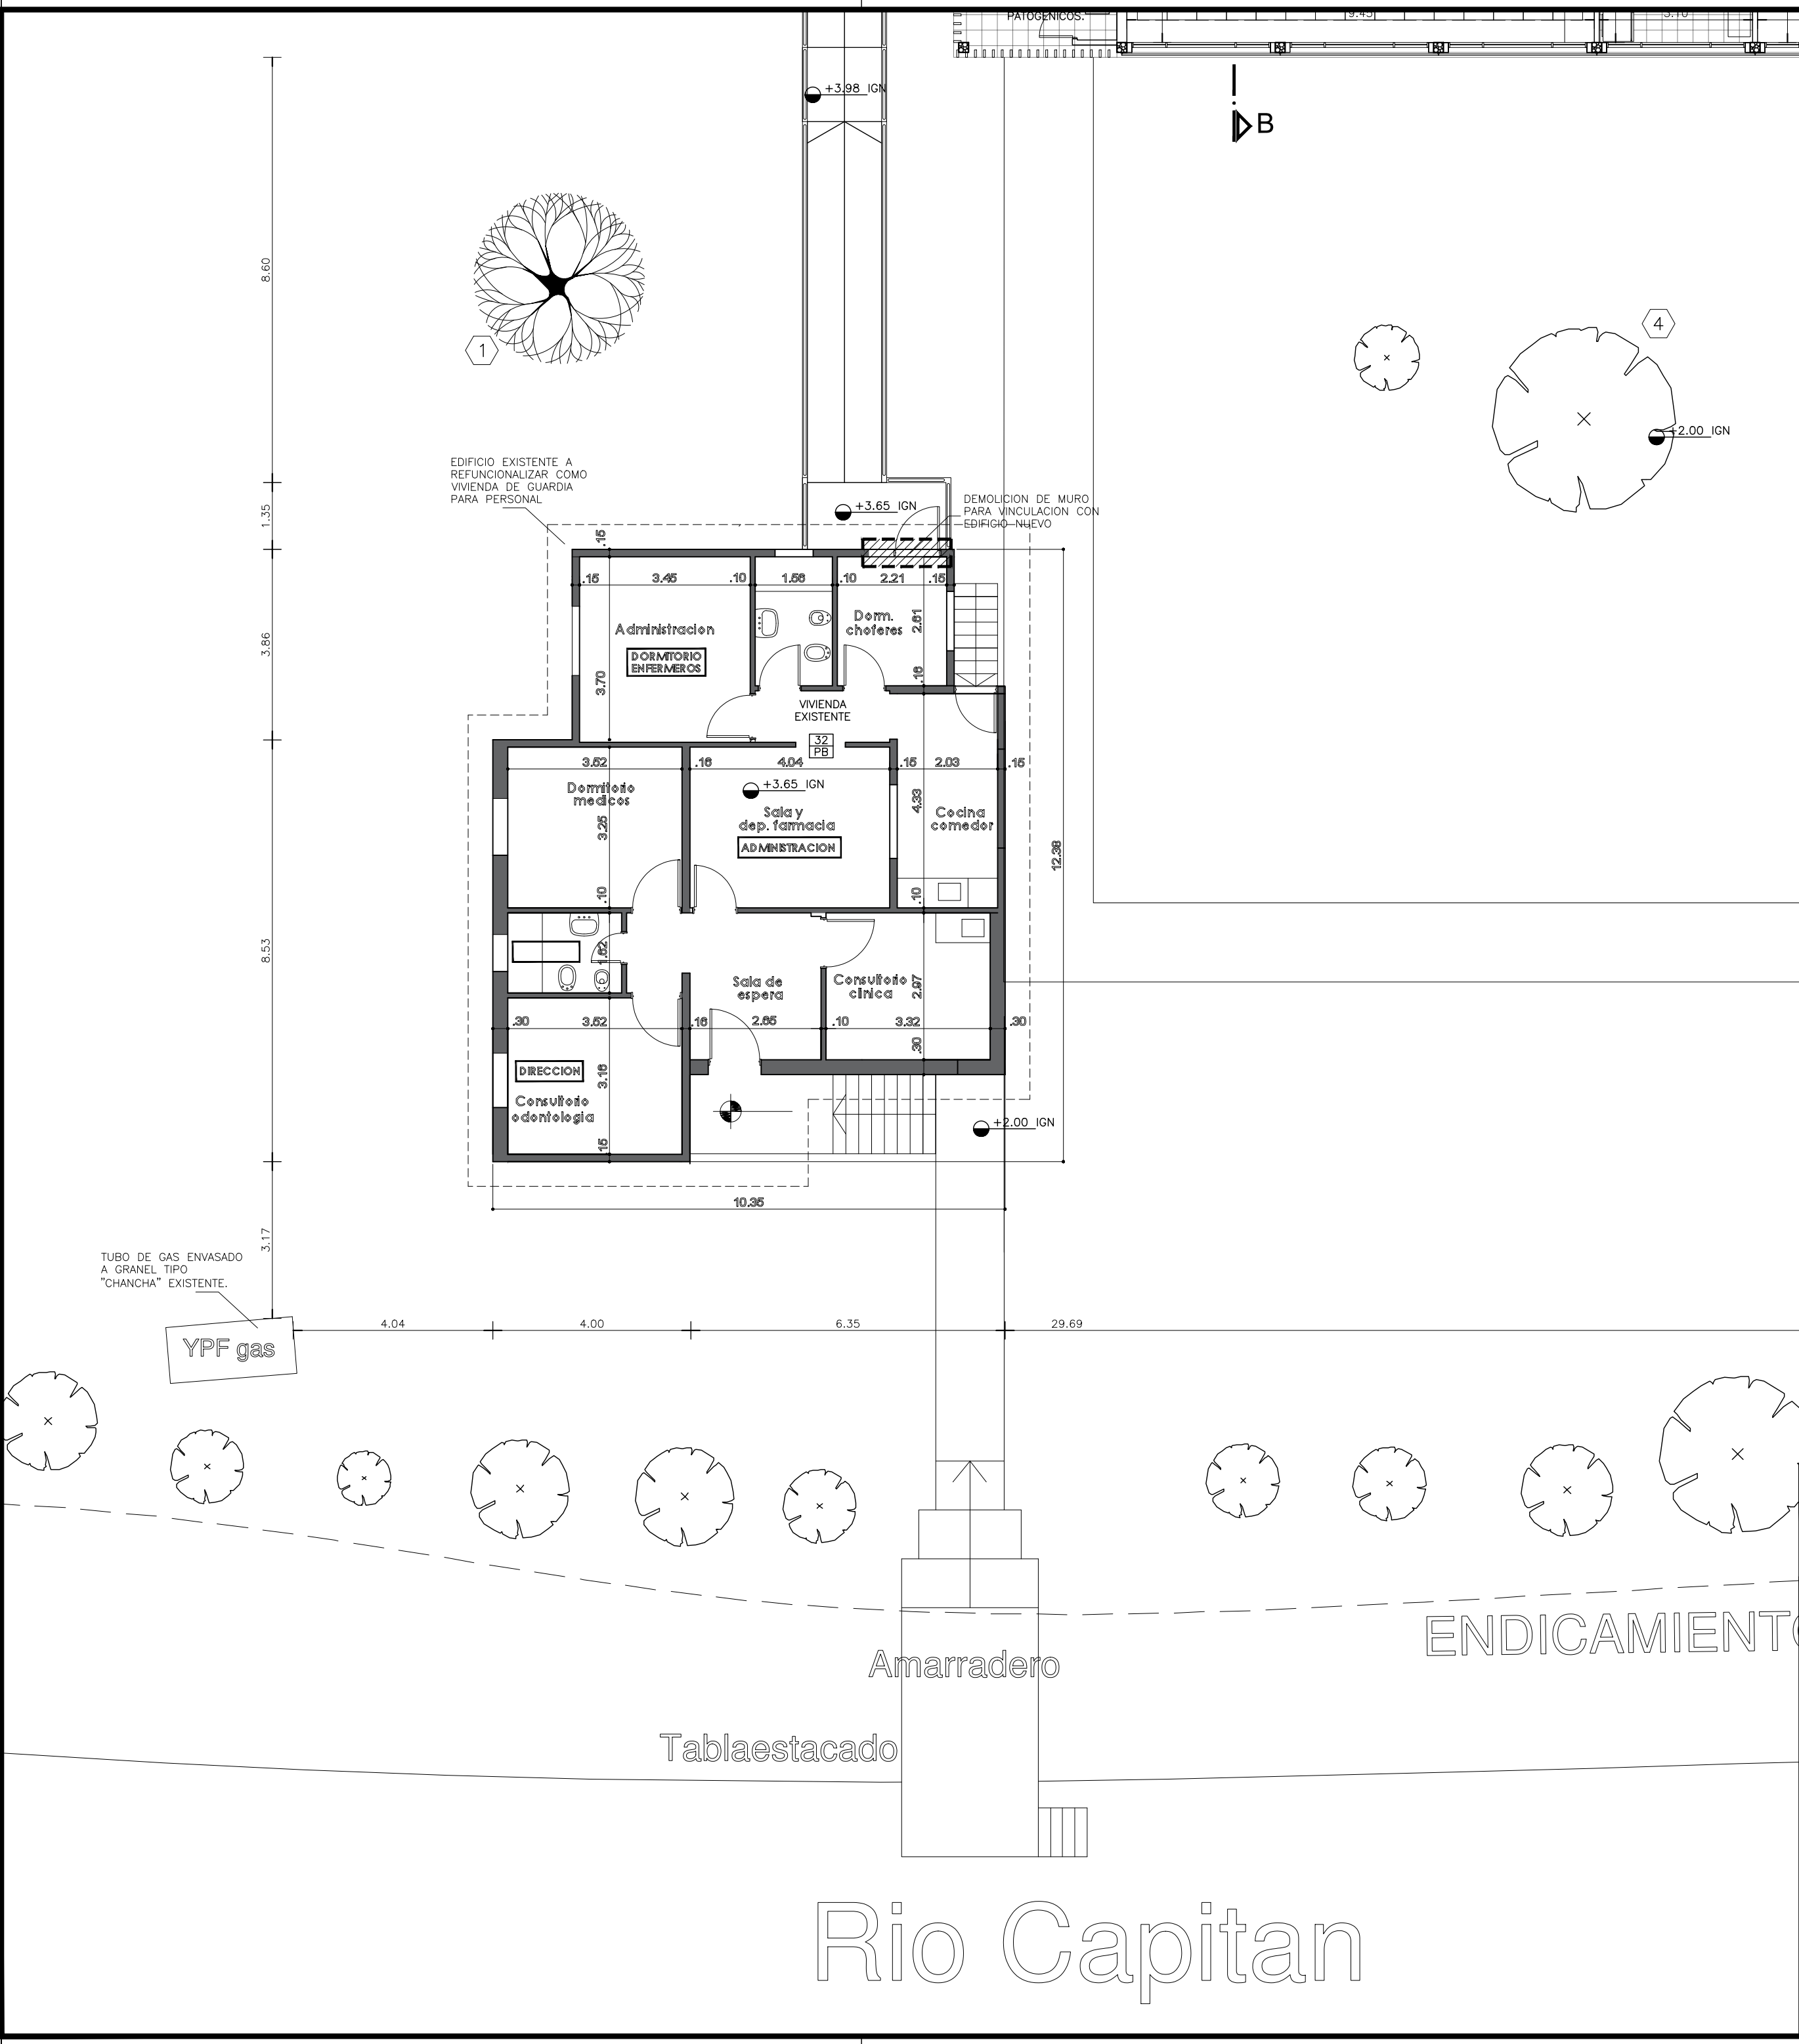 PATOGENICOS.
9.45
3.10
+3.98 IGN
B
8.60
1
4
+2.00 IGN
EDIFICIO EXISTENTE A
REFUNCIONALIZAR COMO
VIVIENDA DE GUARDIA
PARA PERSONAL
DEMOLICION DE MURO
PARA VINCULACION CON
EDIFICIO NUEVO
+3.65 IGN
1.35
.15
.15
3.45
.10
1.56
.10
2.21
.15
Administracion
DORMITORIO
ENFERMEROS
Dorm.
choferes
2.61
3.86
3.70
.16
VIVIENDA
EXISTENTE
32
PB
3.52
.16
4.04
.15
2.03
.15
Dormitorio
medicos
+3.65 IGN
Sala y
dep. farmacia
ADMINISTRACION
Cocina
comedor
3.25
4.33
12.38
.10
.10
8.53
1.62
Sala de
espera
Consultorio
clinica
2.97
.30
3.52
.16
2.65
.10
3.32
.30
.30
DIRECCION
3.16
Consultorio
odontologia
+2.00 IGN
.15
10.35
3.17
TUBO DE GAS ENVASADO
A GRANEL TIPO
"CHANCHA" EXISTENTE.
4.04
4.00
6.35
29.69
YPF gas
ENDICAMIENTO
Amarradero
Tablaestacado
Rio Capitan